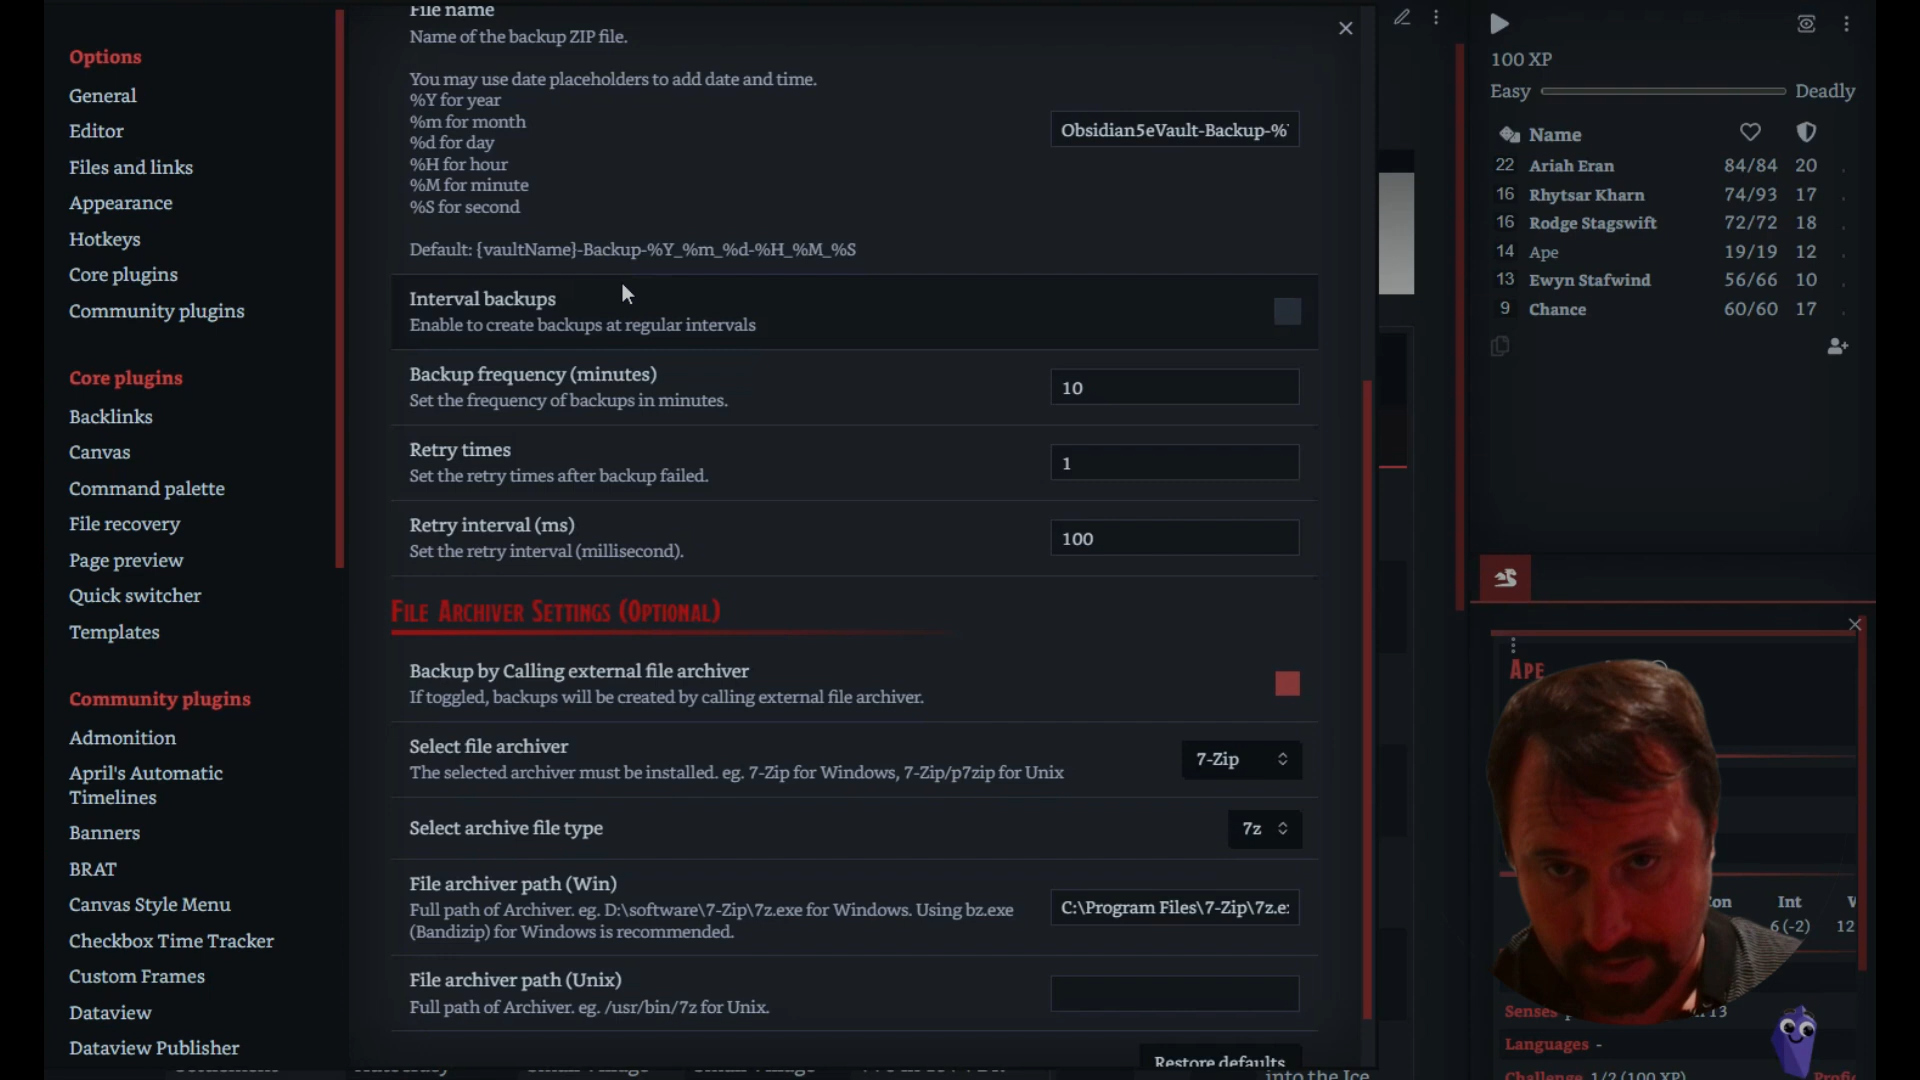 Options
General
Editor
Files and links
Appearance
Hotkeys
Core plugins
Community plugins
Core plugins
Backlinks
Canvas
Command palette
File recovery
Page preview
Quick switcher
Templates
Community plugins
Admonition
April's Automatic
Timelines
Banners
BRAT
Canvas Style Menu
Checkbox Time Tracker
Custom Frames
Dataview
Dataview Publisher
File name
Name of the backup ZIP file.
You may use date placeholders to add date and time.
%Y for year
%m for month
%d for day
%H for hour
%M for minute
%S for second
Default: {vaultName}-Backup-%Y_%m_%d-%H_%M_%S
Obsidian5eVault-Backup-%
Interval backups
Enable to create backups at regular intervals
Backup frequency (minutes)
Set the frequency of backups in minutes.
10
Retry times
Set the retry times after backup failed.
1
Retry interval (ms)
Set the retry interval (millisecond).
100
File Archiver Settings (Optional)
Backup by Calling external file archiver
If toggled, backups will be created by calling external file archiver.
Select file archiver
The selected archiver must be installed. eg. 7-Zip for Windows, 7-Zip/p7zip for Unix
7-Zip
Select archive file type
7z
File archiver path (Win)
Full path of Archiver. eg. D:\software\7-Zip\7z.exe for Windows. Using bz.exe
(Bandizip) for Windows is recommended.
C:\Program Files\7-Zip\7z.e
File archiver path (Unix)
Full path of Archiver. eg. /usr/bin/7z for Unix.
Restore defaults
into the Ice
100 XP
Easy Deadly
Name
22 Ariah Eran 84/84 20
16 Rhytsar Kharn 74/93 17
16 Rodge Stagswift 72/72 18
14 Ape 19/19 12
13 Ewyn Stafwind 56/66 10
9 Chance 60/60 17
Ape
Int
6 (-2) 12
Senses 13
Languages -
Challenge 1/2 (100 XP)